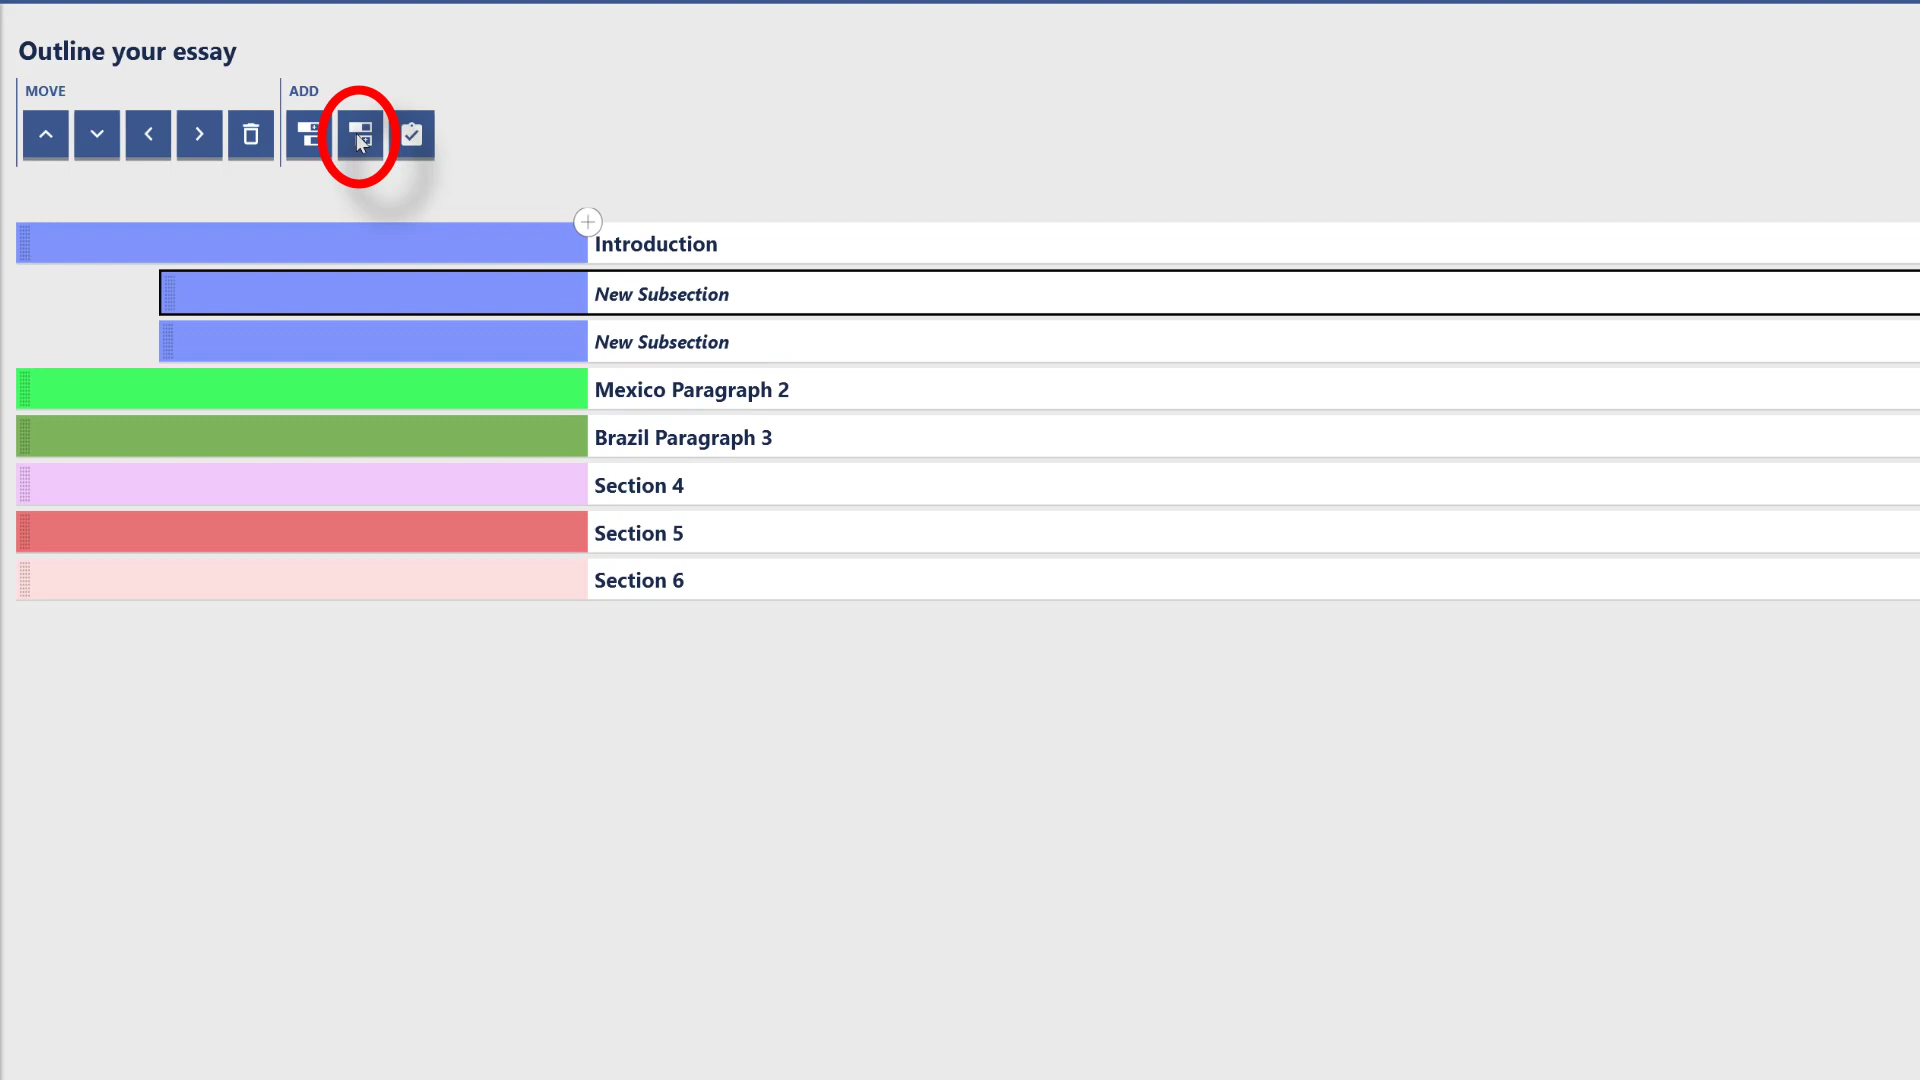 Outline your essay
MOVE
ADD
Introduction
New Subsection
New Subsection
Mexico Paragraph 2
Brazil Paragraph 3
Section 4
Section 5
Section 6